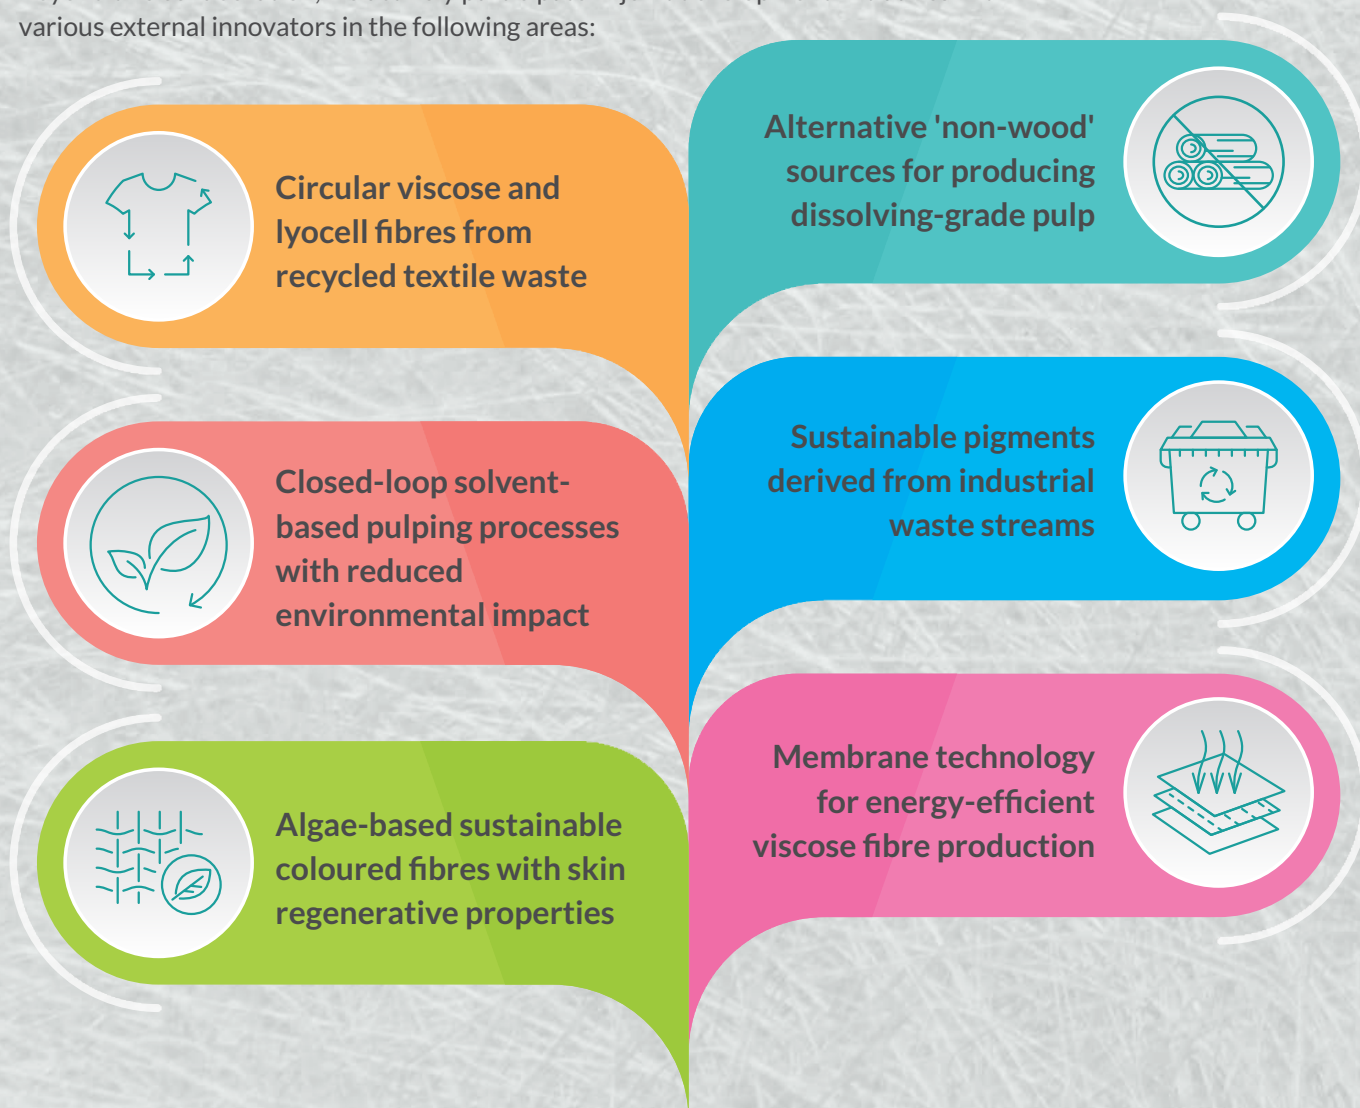 various external innovators in the following areas:
Circular viscose and
lyocell fibres from
recycled textile waste
Alternative 'non-wood'
sources for producing
dissolving-grade pulp
Closed-loop solvent-
based pulping processes
with reduced
environmental impact
Sustainable pigments
derived from industrial
waste streams
Algae-based sustainable
coloured fibres with skin
regenerative properties
Membrane technology
for energy-efficient
viscose fibre production